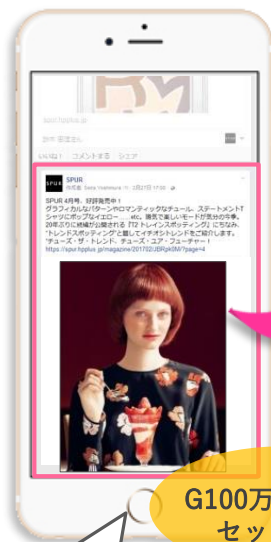 spur.hpplus.jp
いいね! コメントする シェア
SPUR
SPUR 4月号、好評発売中!
グラフィカルなパターンやロマンティックなチュール、ステートメントT
シャツにポップなイエロー……etc. 陽気で楽しいモードが気分の今季。
20年ぶりに続編が公開される『T2 トレインスポッティング』にちなみ、
"トレンドスポッティング"と題してイチオシトレンドをご紹介します。
"チューズ・ザ・トレンド、チューズ・ユア・フューチャー!
https://spur.hpplus.jp/magazine/201702/JBRpk0M/?page=4
G100万
セッ